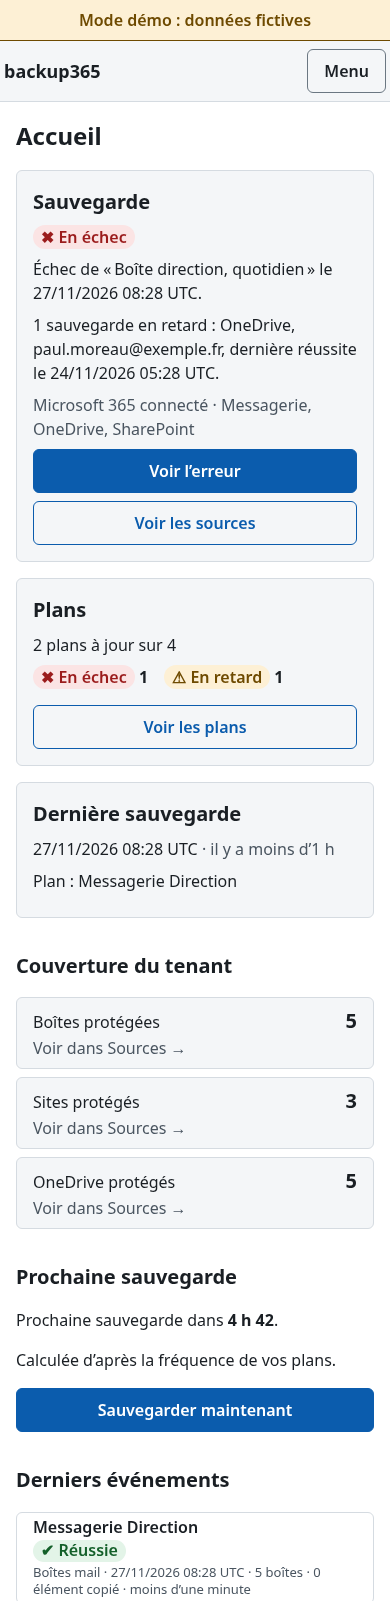 Mode démo : données fictives
backup365
Menu
Accueil
Sauvegarde
✖ En échec
Échec de « Boîte direction, quotidien » le
27/11/2026 08:28 UTC.
1 sauvegarde en retard : OneDrive,
paul.moreau@exemple.fr, dernière réussite
le 24/11/2026 05:28 UTC.
Microsoft 365 connecté · Messagerie,
OneDrive, SharePoint
Voir l’erreur
Voir les sources
Plans
2 plans à jour sur 4
✖ En échec 1 ⚠ En retard 1
Voir les plans
Dernière sauvegarde
27/11/2026 08:28 UTC · il y a moins d’1 h
Plan : Messagerie Direction
Couverture du tenant
Boîtes protégées 5
Voir dans Sources →
Sites protégés 3
Voir dans Sources →
OneDrive protégés 5
Voir dans Sources →
Prochaine sauvegarde
Prochaine sauvegarde dans 4 h 42.
Calculée d’après la fréquence de vos plans.
Sauvegarder maintenant
Derniers événements
Messagerie Direction
✔ Réussie
Boîtes mail · 27/11/2026 08:28 UTC · 5 boîtes · 0
élément copié · moins d’une minute